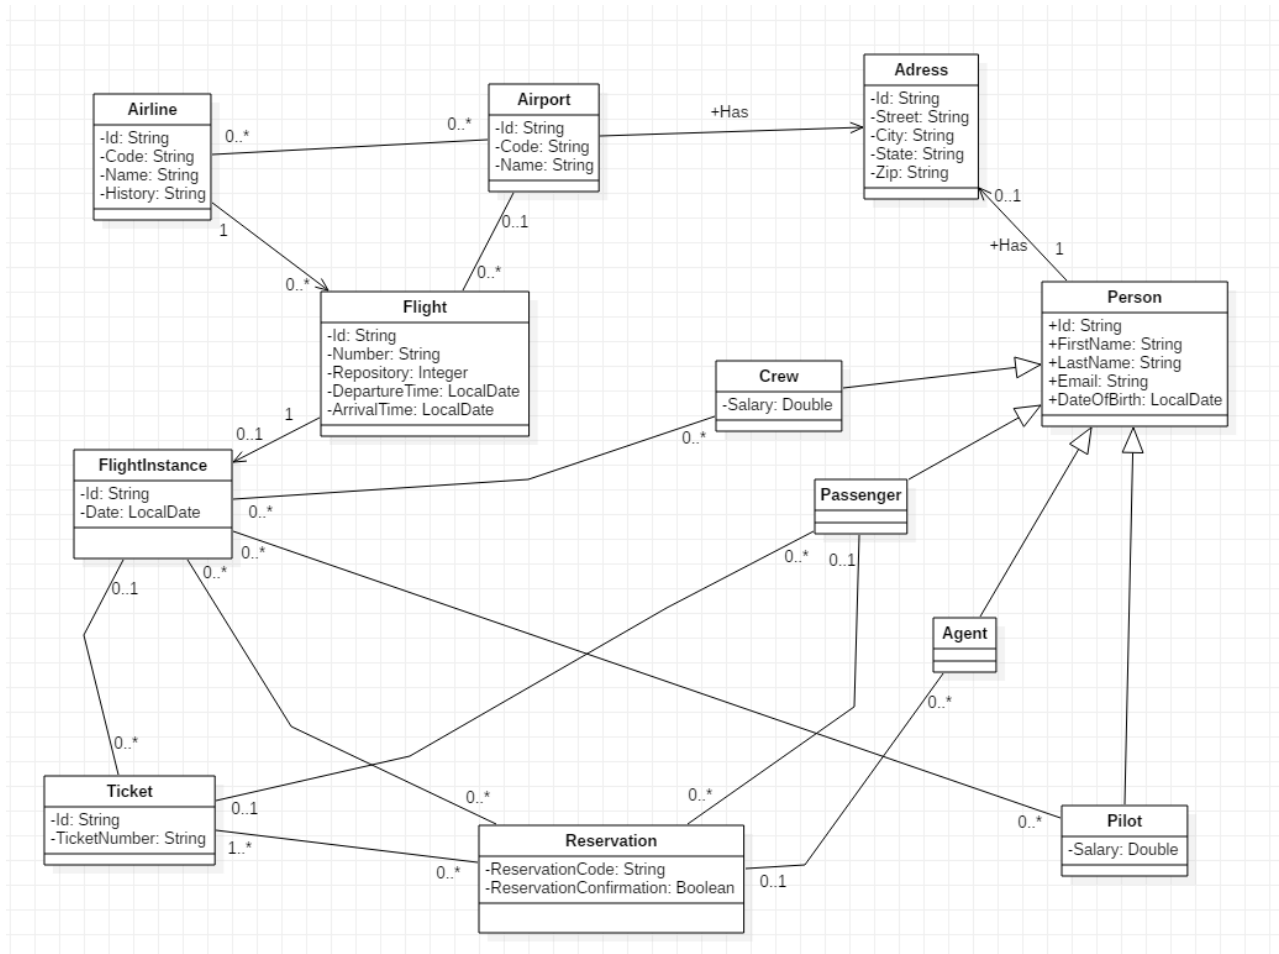 Airline
-Id: String
-Code: String
-Name: String
-History: String
0..*
0..*
Airport
-Id: String
-Code: String
-Name: String
+Has
Adress
-Id: String
-Street: String
-City: String
-State: String
-Zip: String
0..1
+Has
1
1
0..*
0..1
0..*
Flight
-Id: String
-Number: String
-Repository: Integer
-DepartureTime: LocalDate
-ArrivalTime: LocalDate
Person
+Id: String
+FirstName: String
+LastName: String
+Email: String
+DateOfBirth: LocalDate
Crew
-Salary: Double
0..*
1
0..1
FlightInstance
-Id: String
-Date: LocalDate
0..*
0..*
0..*
0..1
Passenger
0..*
0..1
Agent
0..*
0..*
Ticket
-Id: String
-TicketNumber: String
0..1
1..*
0..*
0..*
0..*
Reservation
-ReservationCode: String
-ReservationConfirmation: Boolean
0..1
0..*
Pilot
-Salary: Double